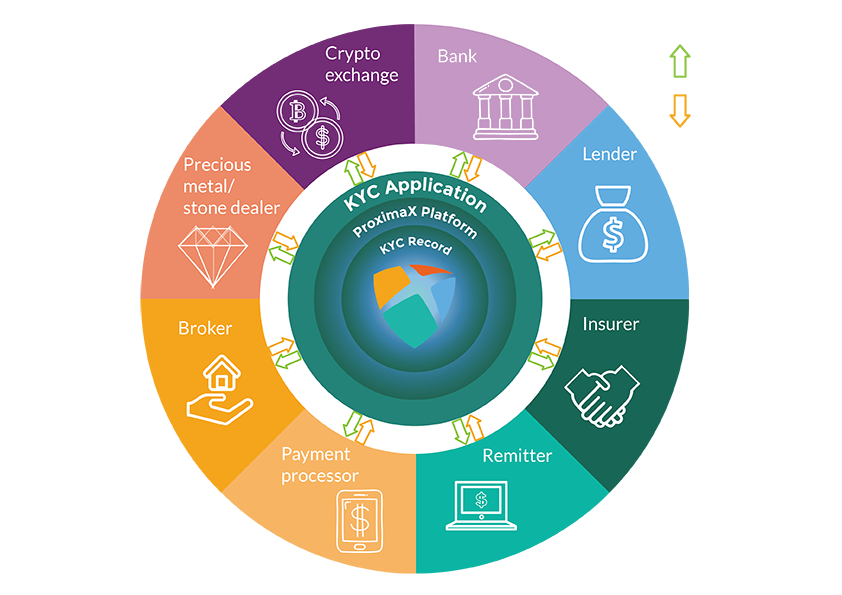 Crypto
exchange
Bank
Lender
Insurer
Remitter
Payment
processor
Broker
Precious
metal/
stone dealer
KYC Application
ProximaX Platform
KYC Record
B
$
$
$
$